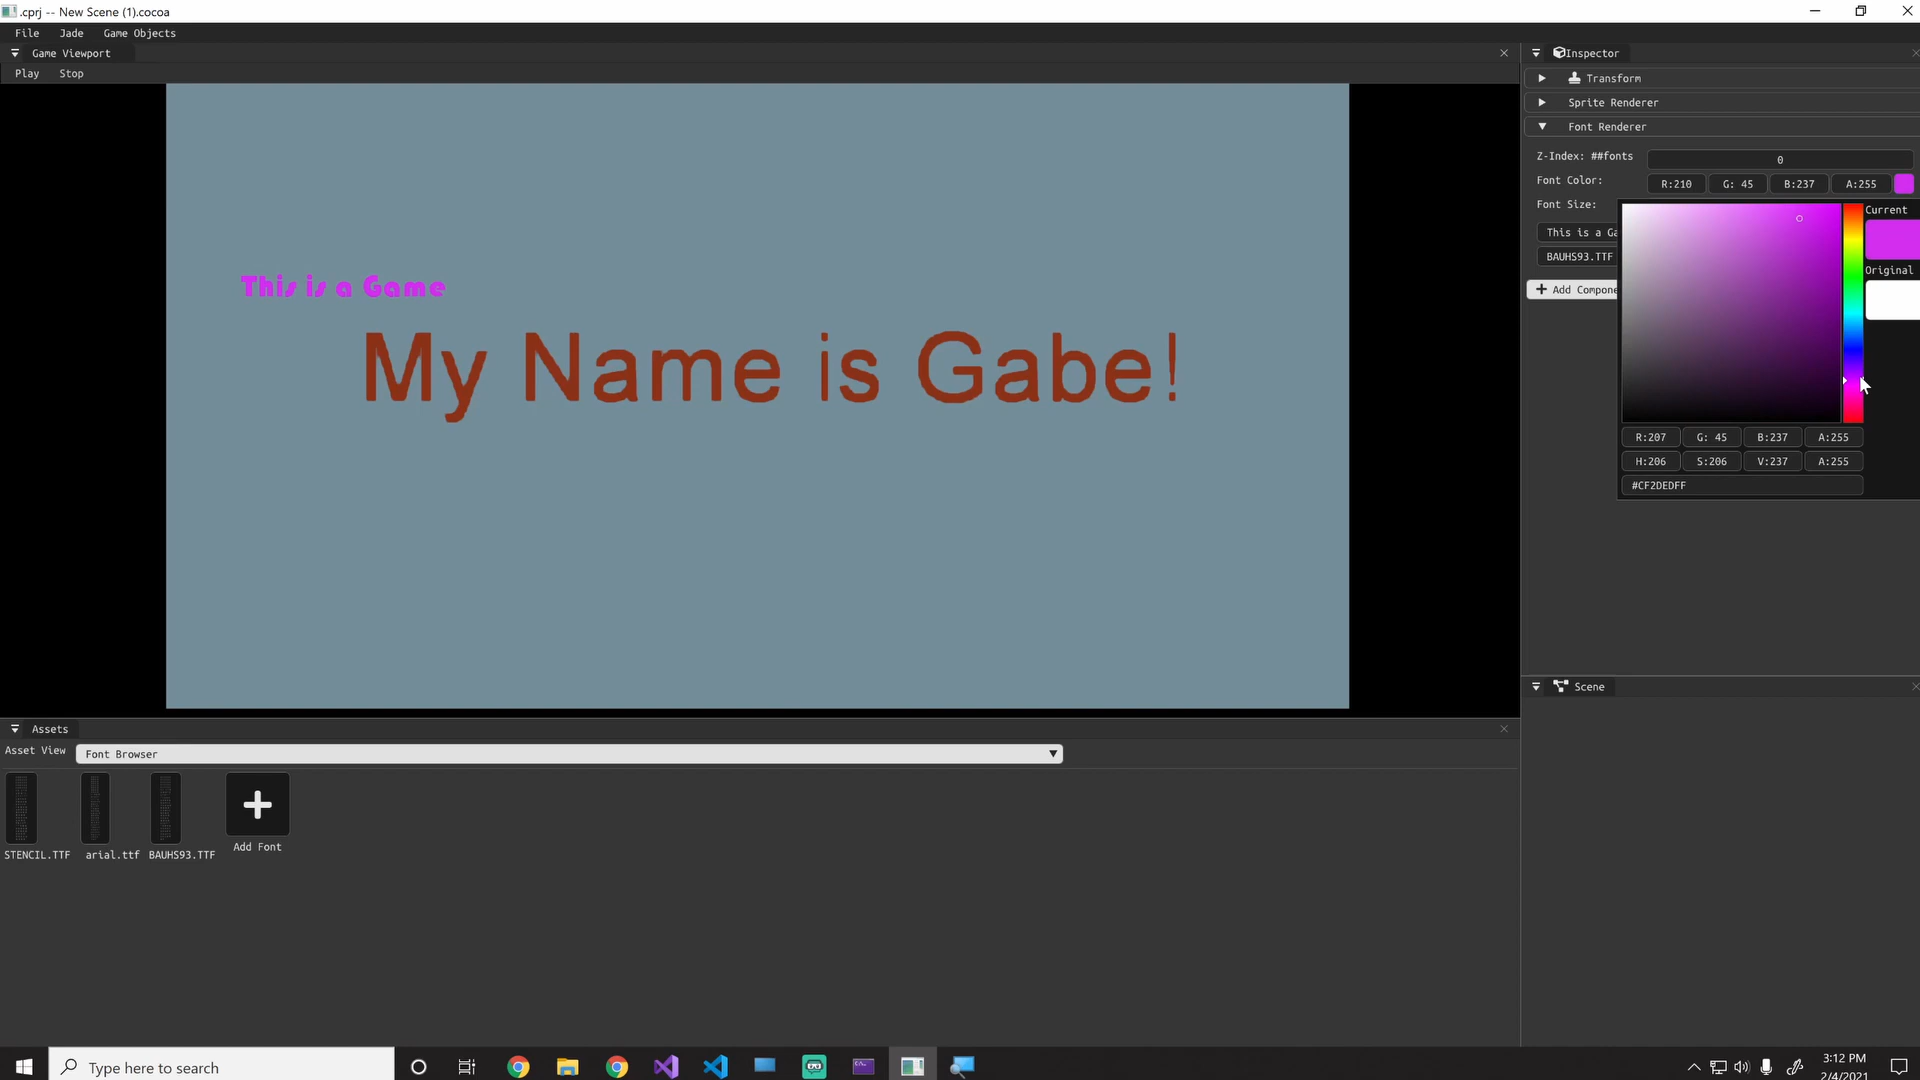 .cprj -- New Scene (1).cocoa
File Jade Game Objects
Game Viewport
Play Stop
This is a Game
My Name is Gabe!
Inspector
Transform
Sprite Renderer
Font Renderer
Z-Index: ##fonts 0
Font Color: R:210 G: 45 B:237 A:255
Font Size:
This is a Ga
BAUHS93.TTF
Add Compone
Current
Original
R:207 G: 45 B:237 A:255
H:206 S:206 V:237 A:255
#CF2DEDFF
Scene
Assets
Asset View Font Browser
STENCIL.TTF arial.ttf BAUHS93.TTF Add Font
Type here to search
3:12 PM
2/4/2021